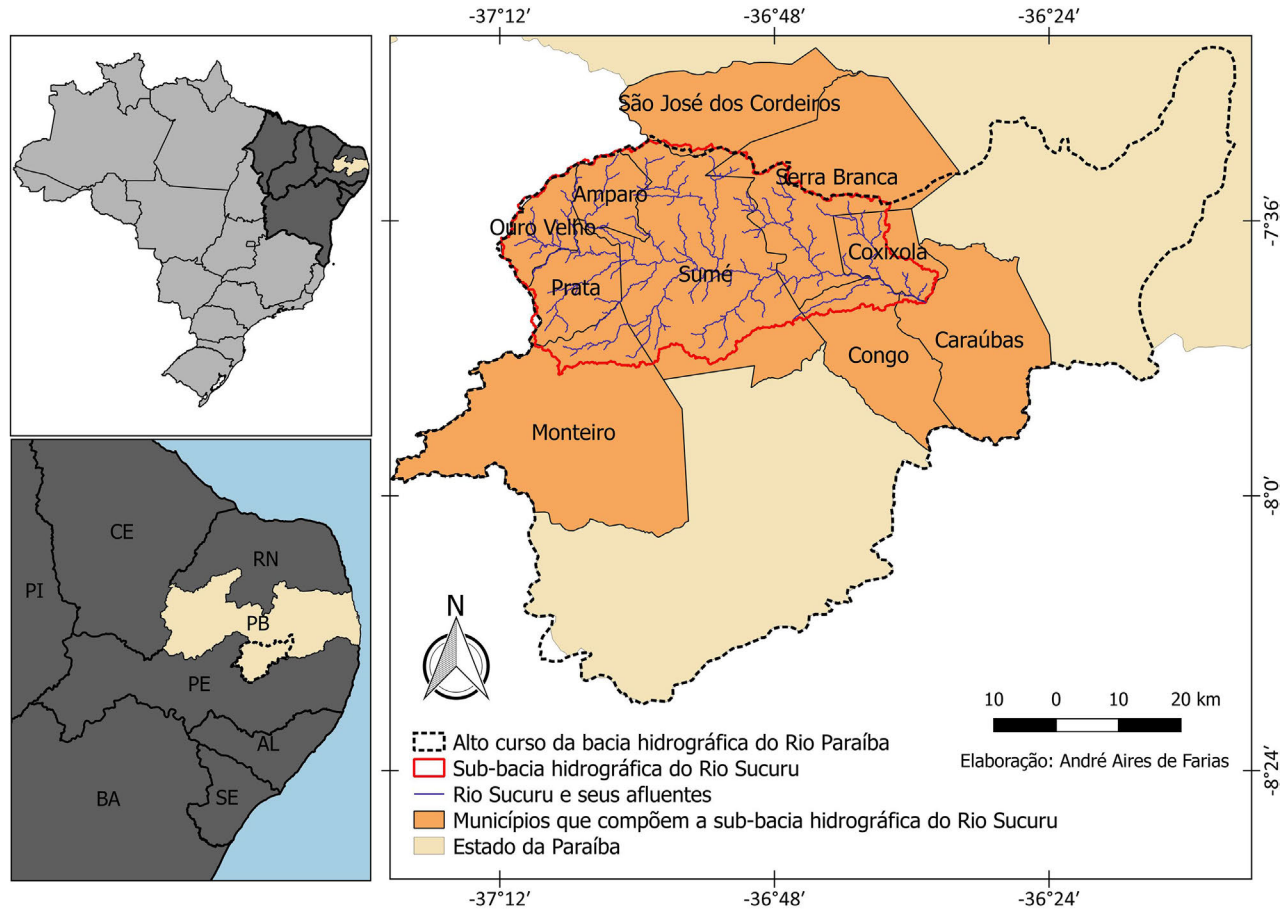 -37°12′
-36°48′
-36°24′
São José dos Cordeiros
Serra Branca
Amparo
-7°36′
Ouro Velho
Coxixola
Sumé
Prata
Caraúbas
Congo
Monteiro
-8°0′
CE
RN
PI
PB
PE
AL
BA
SE
N
10 0 10 20 km
Alto curso da bacia hidrográfica do Rio Paraíba
Elaboração: André Aires de Farias
Sub-bacia hidrográfica do Rio Sucuru
-8°24′
Rio Sucuru e seus afluentes
Municípios que compõem a sub-bacia hidrográfica do Rio Sucuru
Estado da Paraíba
-37°12′
-36°48′
-36°24′